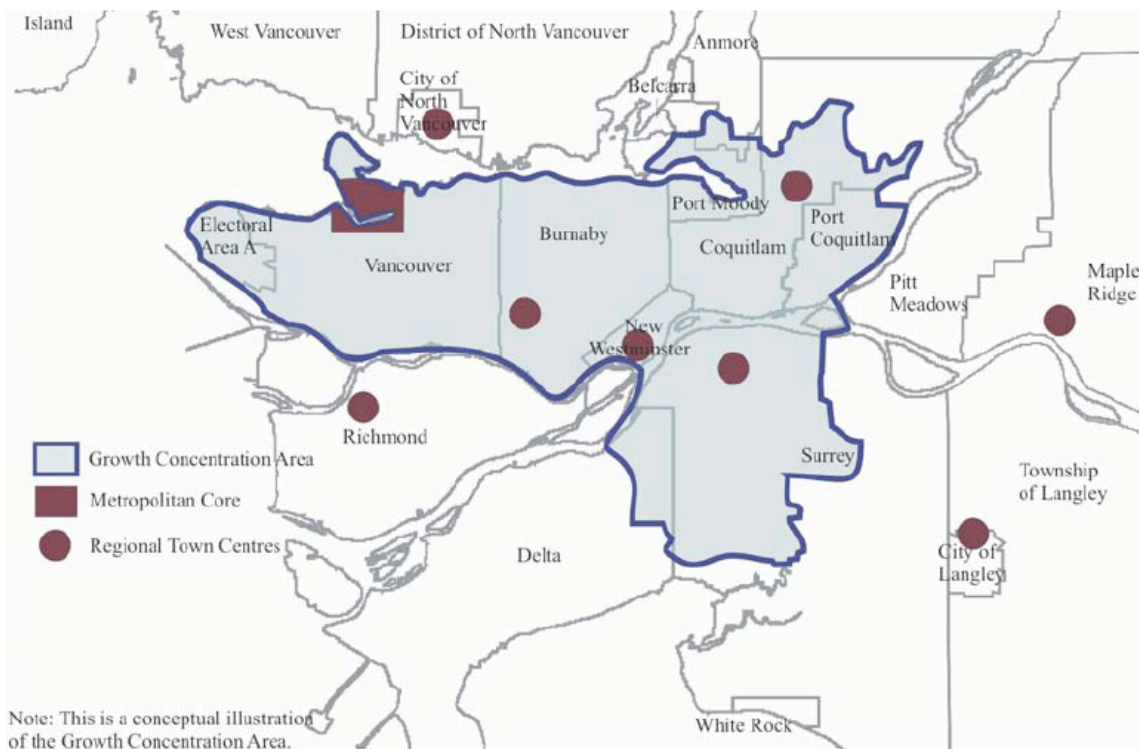 Island
West Vancouver
District of North Vancouver
Anmore
City of
North
Vancouver
Belcarra
Electoral
Area A
Vancouver
Burnaby
Port Moody
Coquitlam
Port
Coquitlam
Pitt
Meadows
Maple
Ridge
New
Westminster
Richmond
Surrey
Township
of Langley
Delta
City of
Langley
White Rock
Growth Concentration Area
Metropolitan Core
Regional Town Centres
Note: This is a conceptual illustration
of the Growth Concentration Area.